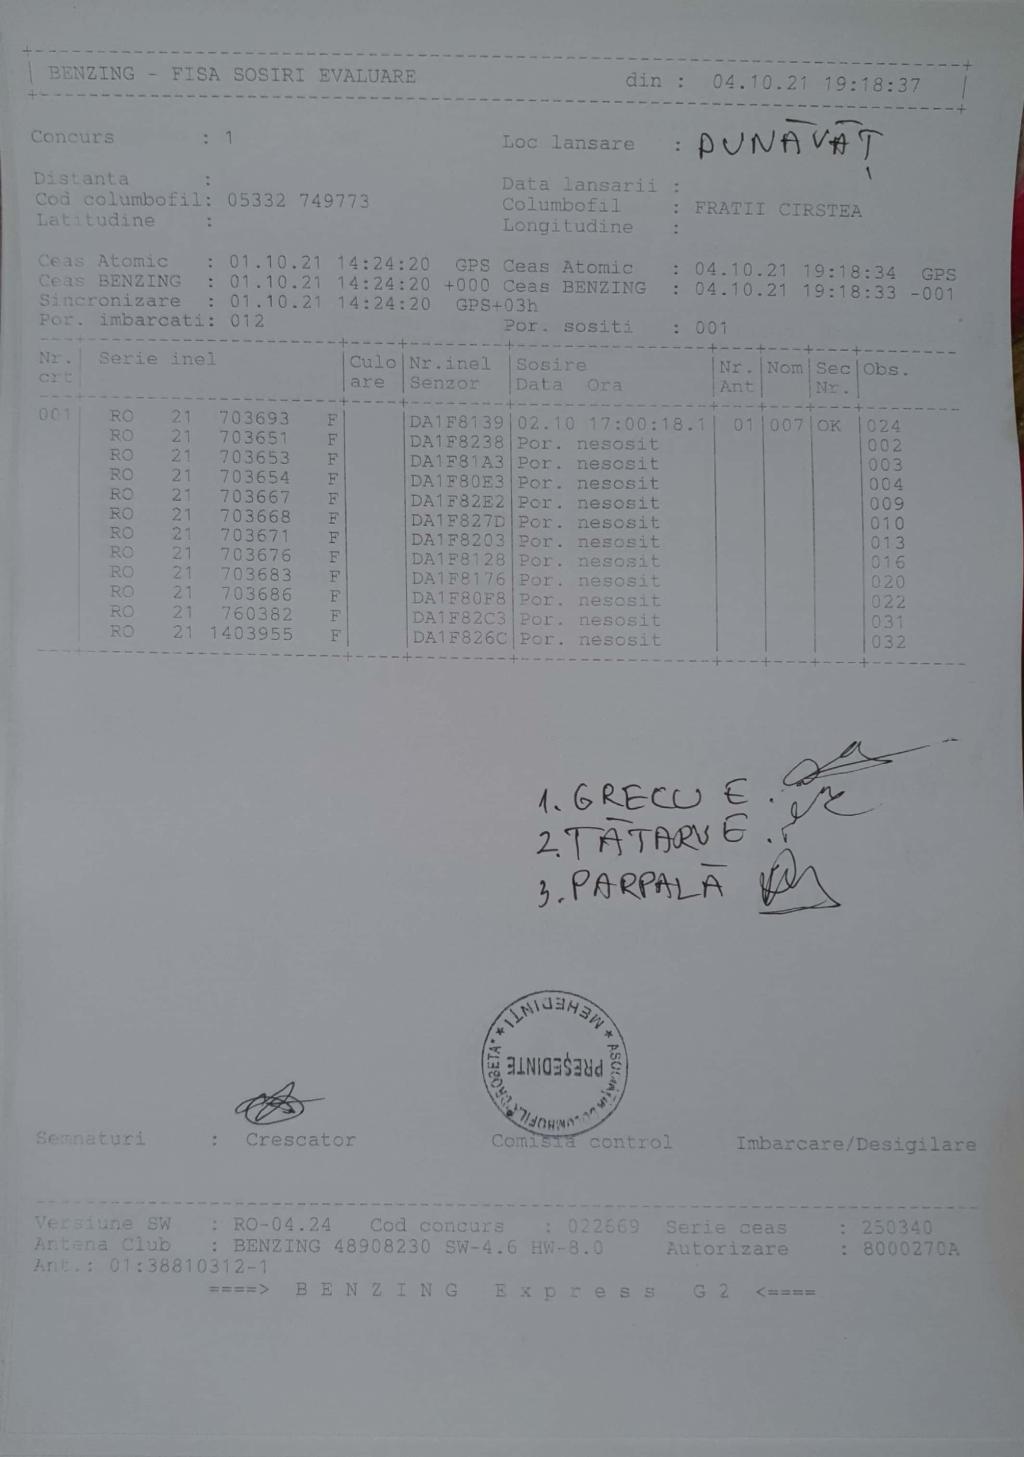 BENZING - FISA SOSIRI EVALUARE din : 04.10.21 19:18:37
Concurs : 1 Loc lansare : DUNĂVĂȚ
Distanta : Data lansarii :
Cod columbofil: 05332 749773 Columbofil : FRATII CIRSTEA
Latitudine : Longitudine :
Ceas Atomic : 01.10.21 14:24:20 GPS Ceas Atomic : 04.10.21 19:18:34 GPS
Ceas BENZING : 01.10.21 14:24:20 +000 Ceas BENZING : 04.10.21 19:18:33 -001
Sincronizare : 01.10.21 14:24:20 GPS+03h
Por. imbarcati: 012 Por. sositi : 001
Nr. Serie inel Culo Nr.inel Sosire Nr. Nom Sec Obs.
crt are Senzor Data Ora Ant Nr.
001 RO 21 703693 F DA1F8139 02.10 17:00:18.1 01 007 OK 024
RO 21 703651 F DA1F8238 Por. nesosit 002
RO 21 703653 F DA1F81A3 Por. nesosit 003
RO 21 703654 F DA1F80E3 Por. nesosit 004
RO 21 703667 F DA1F82E2 Por. nesosit 009
RO 21 703668 F DA1F827D Por. nesosit 010
RO 21 703671 F DA1F8203 Por. nesosit 013
RO 21 703676 F DA1F8128 Por. nesosit 016
RO 21 703683 F DA1F8176 Por. nesosit 020
RO 21 703686 F DA1F80F8 Por. nesosit 022
RO 21 760382 F DA1F82C3 Por. nesosit 031
RO 21 1403955 F DA1F826C Por. nesosit 032
1. GRECU E.
2. TĂTARU E.
3. PARPALĂ
MEHEDINȚI
PREȘEDINTE
"DROBETA"
Semnaturi : Crescator Comisia control Imbarcare/Desigilare
Versiune SW : RO-04.24 Cod concurs : 022669 Serie ceas : 250340
Antena Club : BENZING 48908230 SW-4.6 HW-8.0 Autorizare : 8000270A
Ant.: 01:38810312-1
====> B E N Z I N G E x p r e s s G 2 <====